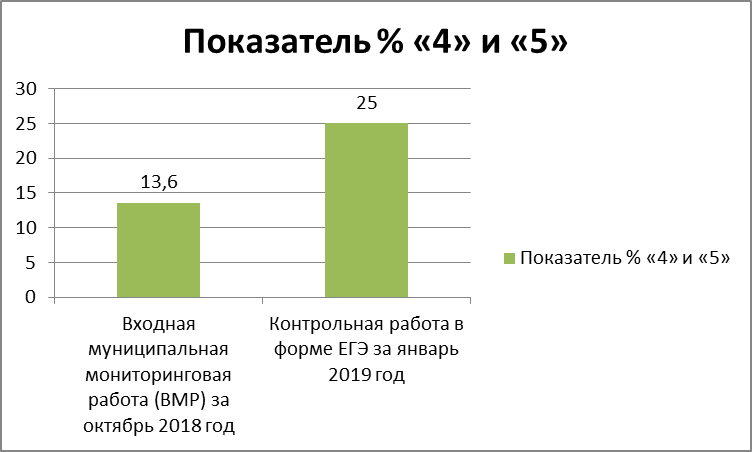 Показатель % «4» и «5»
30
25
20
15
10
5
0
13,6
25
Входная
муниципальная
мониторинговая
работа (ВМР) за
октябрь 2018 год
Контрольная работа в
форме ЕГЭ за январь
2019 год
Показатель % «4» и «5»